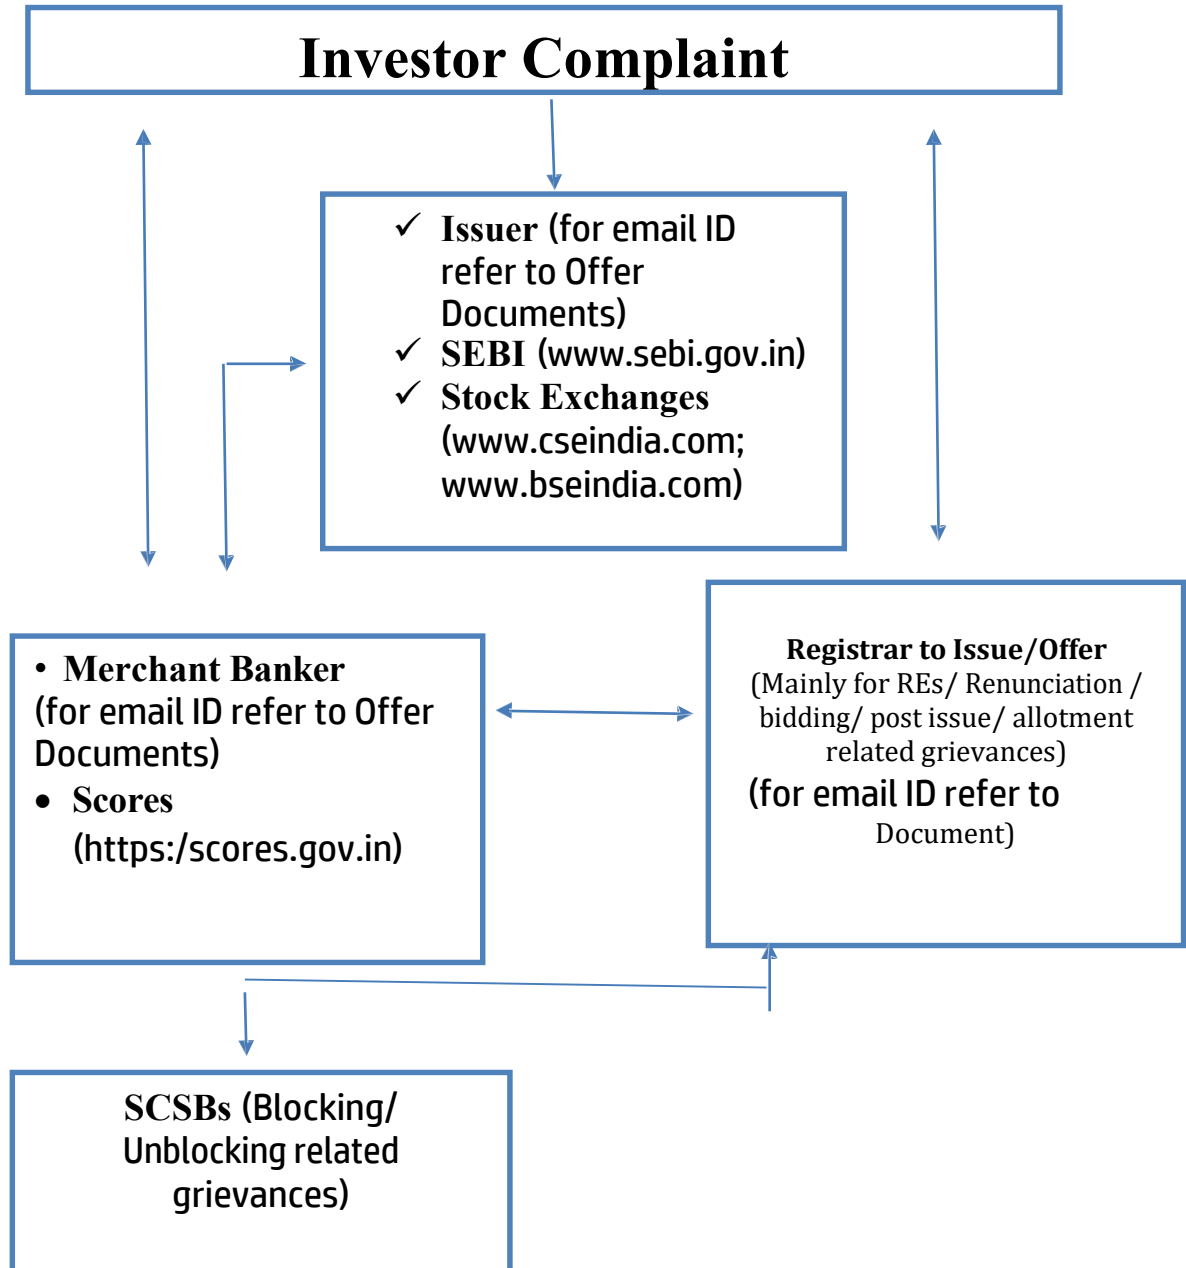 Investor Complaint
✓ Issuer (for email ID
refer to Offer
Documents)
✓ SEBI (www.sebi.gov.in)
✓ Stock Exchanges
(www.cseindia.com;
www.bseindia.com)
• Merchant Banker
(for email ID refer to Offer
Documents)
• Scores
(https:/scores.gov.in)
Registrar to Issue/Offer
(Mainly for REs/ Renunciation /
bidding/ post issue/ allotment
related grievances)
(for email ID refer to
Document)
SCSBs (Blocking/
Unblocking related
grievances)